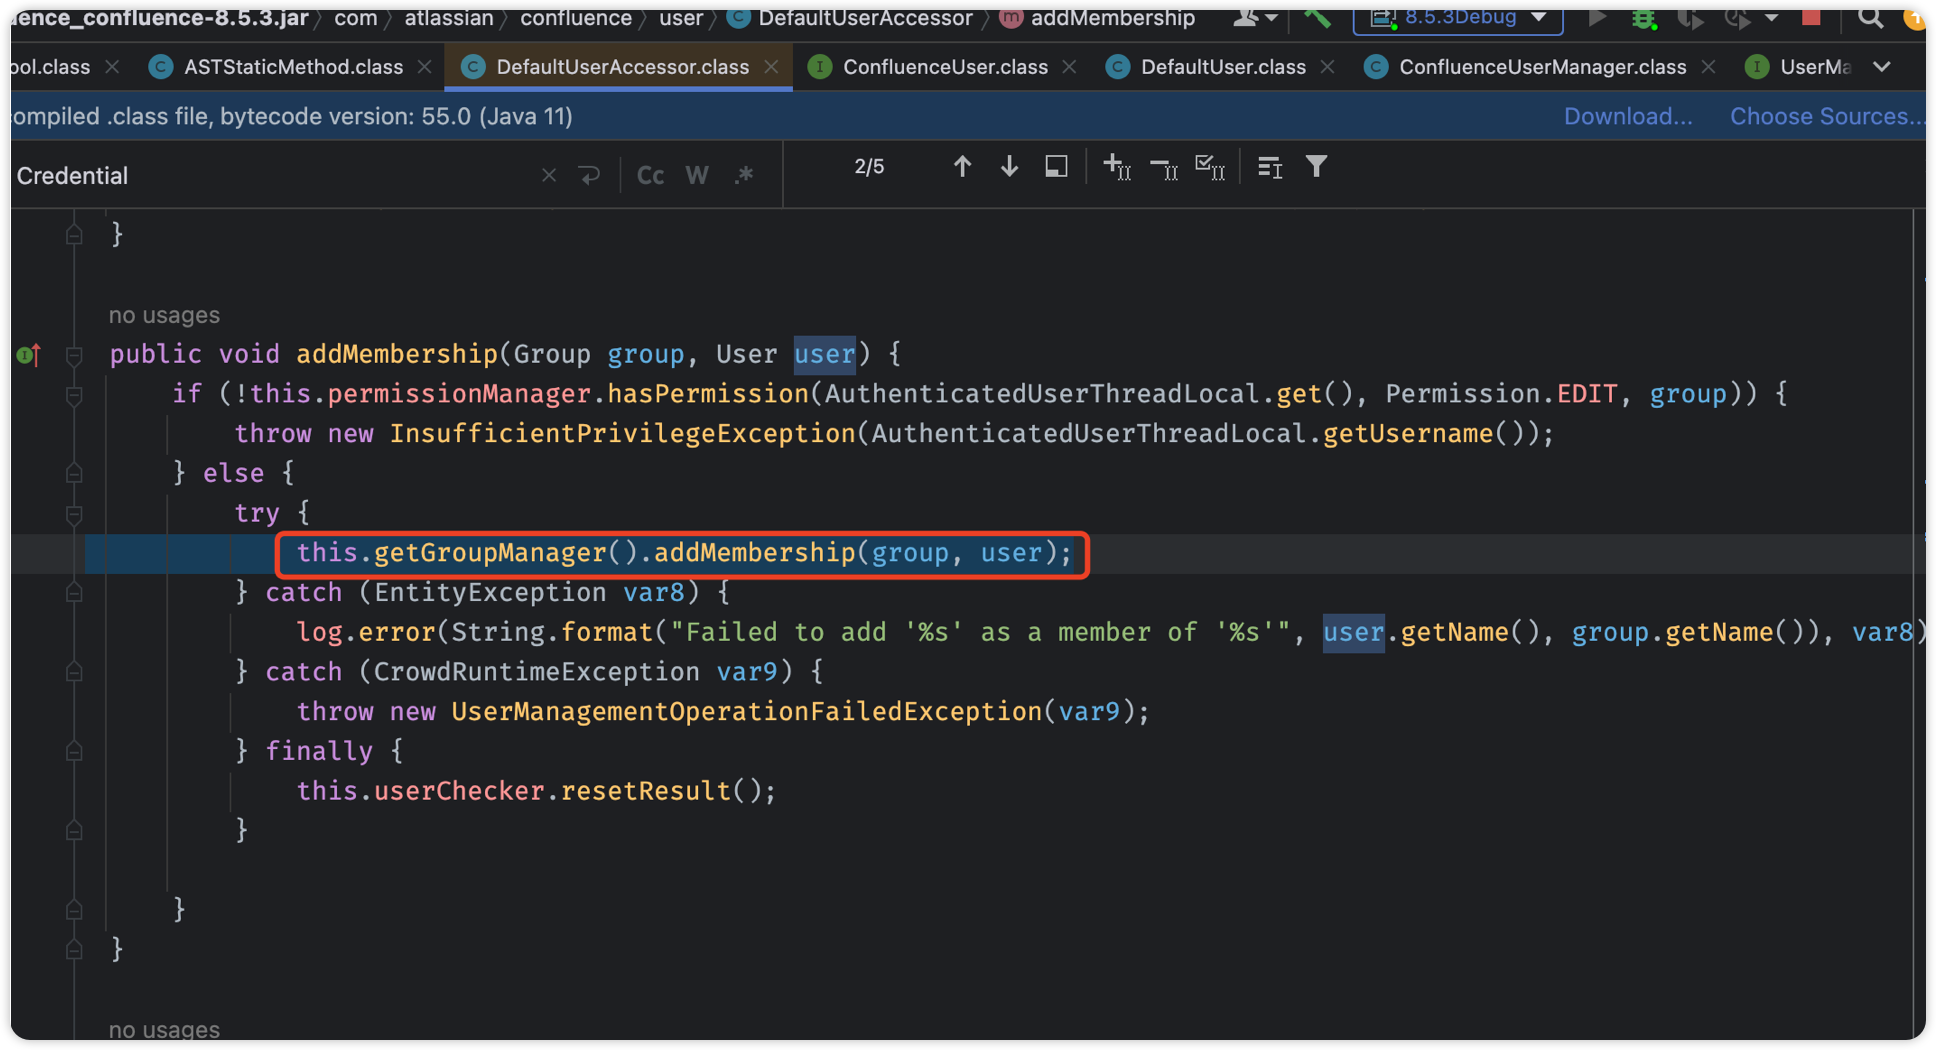 ence_confluence-8.5.3.jar com atlassian confluence user DefaultUserAccessor addMembership 8.5.3Debug
ool.class ASTStaticMethod.class DefaultUserAccessor.class ConfluenceUser.class DefaultUser.class ConfluenceUserManager.class UserMa
ompiled .class file, bytecode version: 55.0 (Java 11) Download... Choose Sources...
Credential Cc W .* 2/5
}
no usages
public void addMembership(Group group, User user) {
if (!this.permissionManager.hasPermission(AuthenticatedUserThreadLocal.get(), Permission.EDIT, group)) {
throw new InsufficientPrivilegeException(AuthenticatedUserThreadLocal.getUsername());
} else {
try {
this.getGroupManager().addMembership(group, user);
} catch (EntityException var8) {
log.error(String.format("Failed to add '%s' as a member of '%s'", user.getName(), group.getName()), var8)
} catch (CrowdRuntimeException var9) {
throw new UserManagementOperationFailedException(var9);
} finally {
this.userChecker.resetResult();
}
}
}
no usages